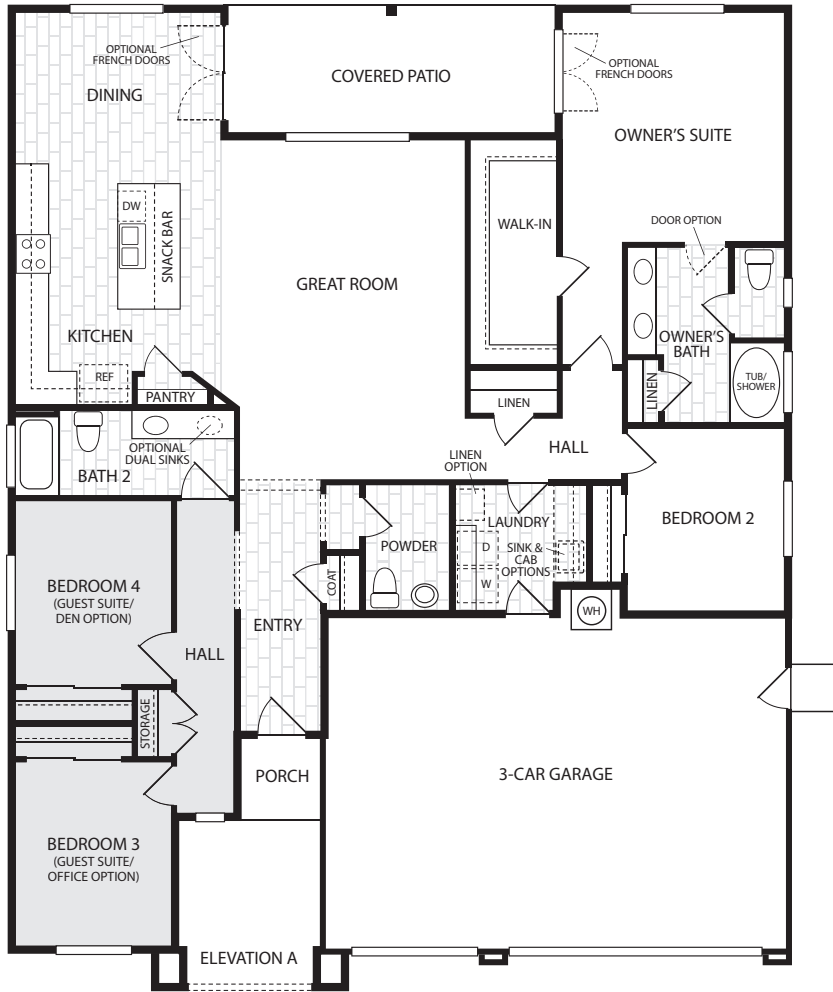 OPTIONAL
FRENCH DOORS
DINING
COVERED PATIO
OPTIONAL
FRENCH DOORS
OWNER'S SUITE
DW
SNACK BAR
WALK-IN
DOOR OPTION
GREAT ROOM
KITCHEN
OWNER'S
BATH
REF
PANTRY
LINEN
LINEN
TUB/
SHOWER
OPTIONAL
DUAL SINKS
BATH 2
HALL
LINEN
OPTION
LAUNDRY
BEDROOM 2
POWDER
D
SINK &
CAB
OPTIONS
W
COAT
BEDROOM 4
(GUEST SUITE/
DEN OPTION)
WH
ENTRY
HALL
STORAGE
PORCH
3-CAR GARAGE
BEDROOM 3
(GUEST SUITE/
OFFICE OPTION)
ELEVATION A